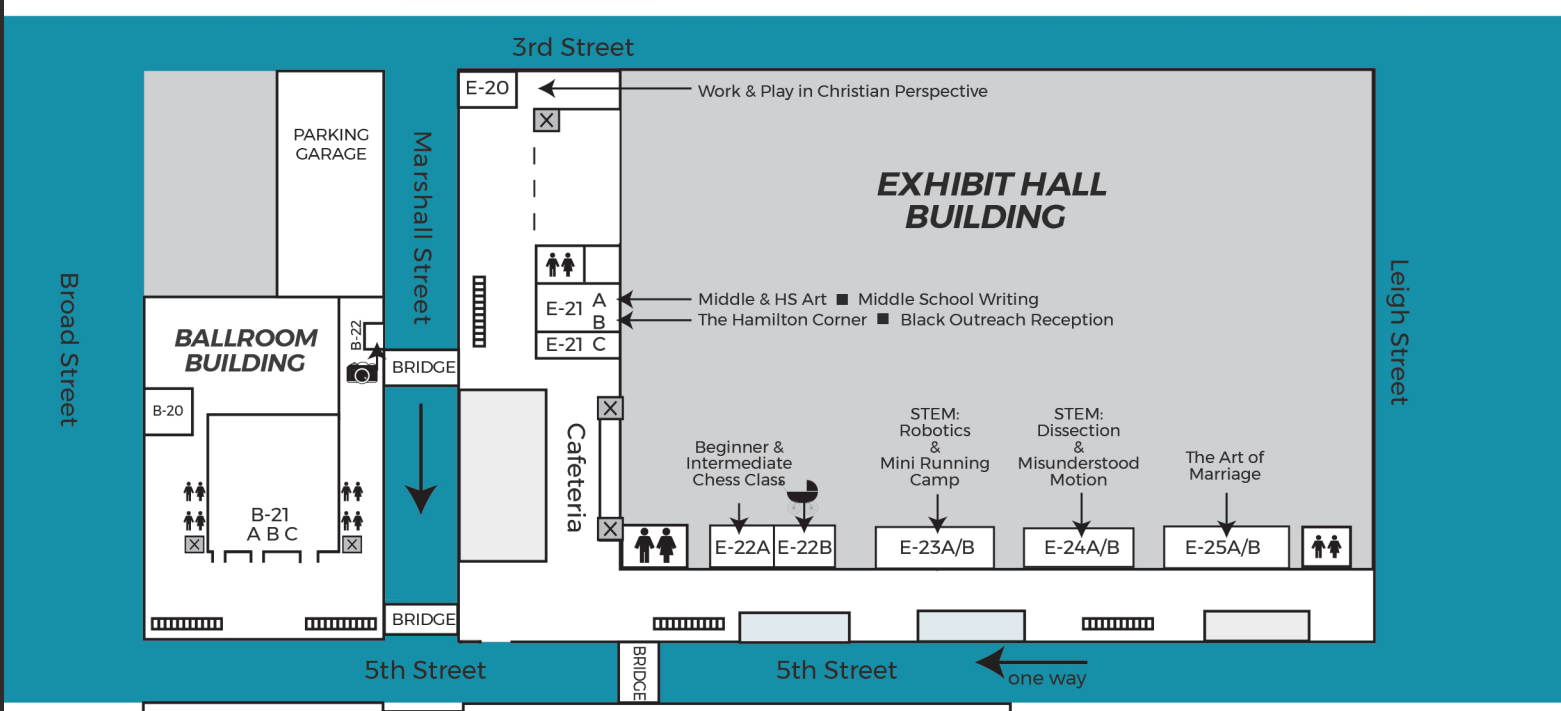 3rd Street
E-20
Work & Play in Christian Perspective
X
PARKING
GARAGE
Marshall Street
EXHIBIT HALL
BUILDING
Broad Street
Leigh Street
E-21 A
B
Middle & HS Art ■ Middle School Writing
The Hamilton Corner ■ Black Outreach Reception
E-21 C
BALLROOM
BUILDING
B-22
BRIDGE
B-20
Cafeteria
X
X
Beginner &
Intermediate
Chess Class
STEM:
Robotics
&
Mini Running
Camp
STEM:
Dissection
&
Misunderstood
Motion
The Art of
Marriage
B-21
A B C
X
X
E-22A
E-22B
E-23A/B
E-24A/B
E-25A/B
BRIDGE
5th Street
BRIDGE
5th Street
one way